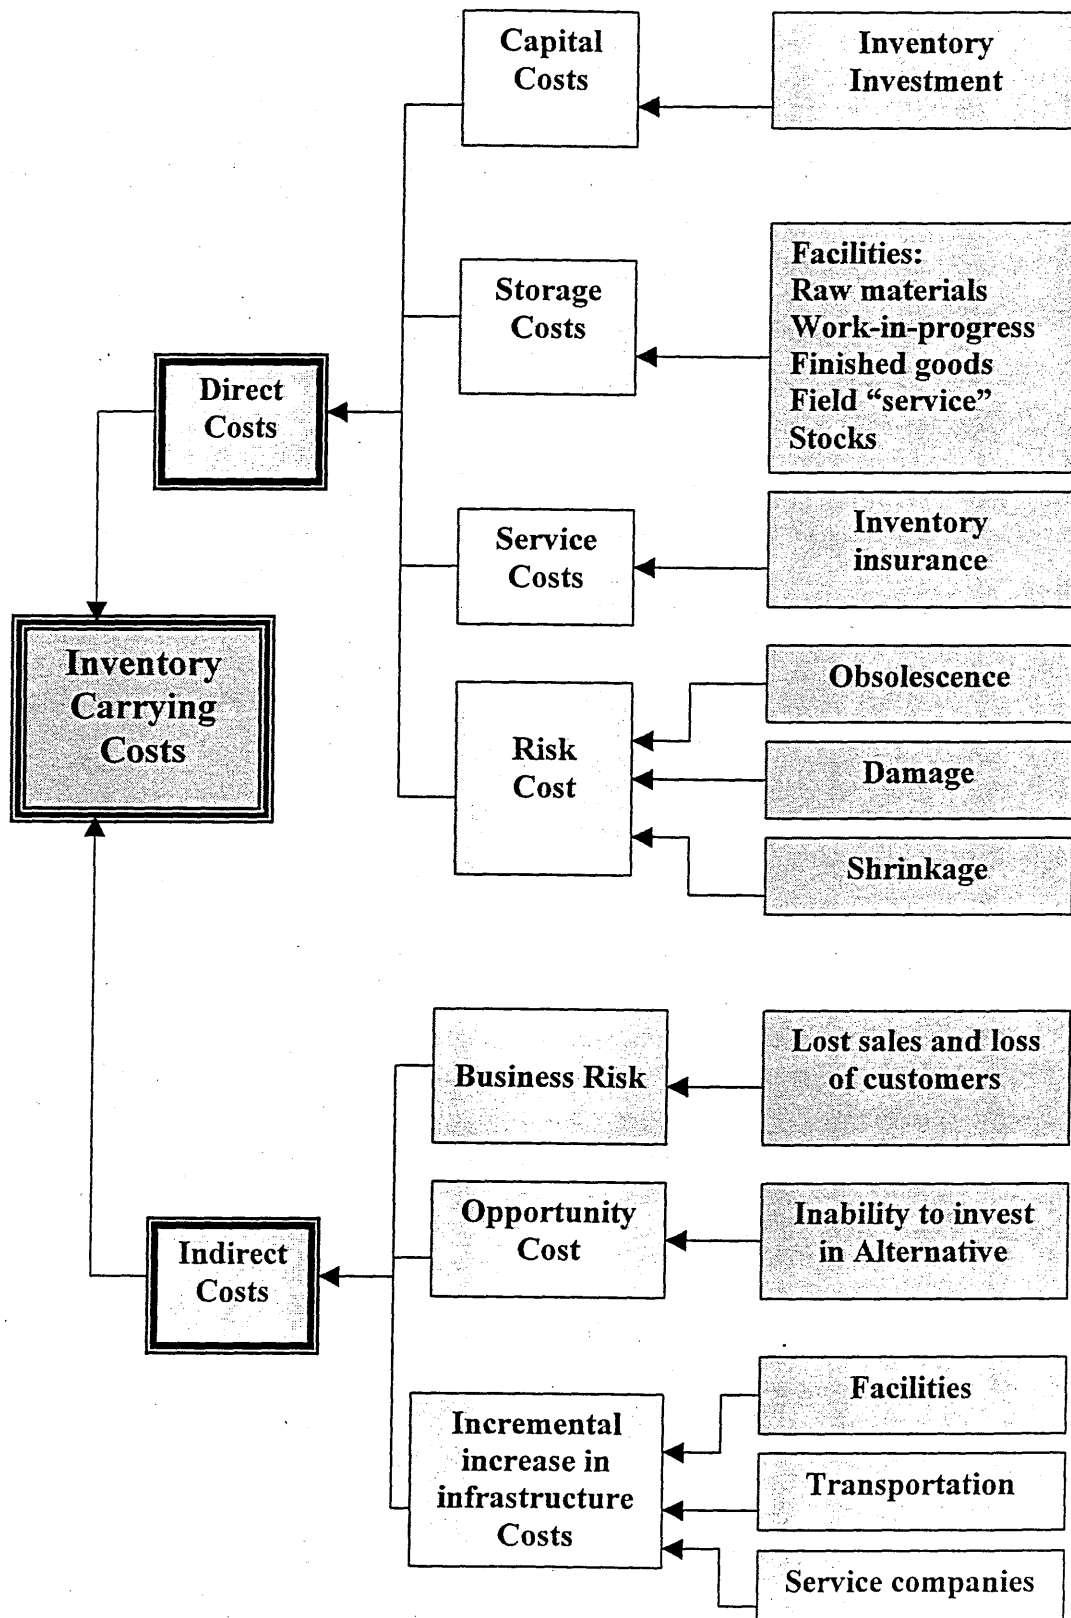 Capital
Costs
Inventory
Investment
Storage
Costs
Facilities:
Raw materials
Work-in-progress
Finished goods
Field “service”
Stocks
Direct
Costs
Service
Costs
Inventory
insurance
Inventory
Carrying
Costs
Risk
Cost
Obsolescence
Damage
Shrinkage
Business Risk
Lost sales and loss
of customers
Opportunity
Cost
Inability to invest
in Alternative
Indirect
Costs
Incremental
increase in
infrastructure
Costs
Facilities
Transportation
Service companies